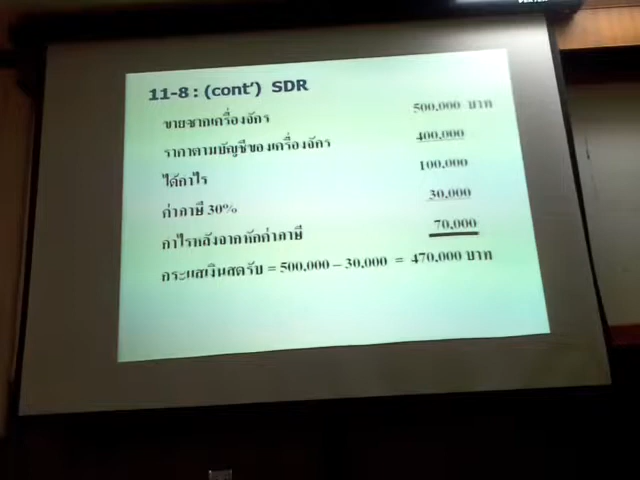 11-8 : (cont') SDR
ขายซากเครื่องจักร 500,000 บาท
ราคาตามบัญชีของเครื่องจักร 400,000
ได้กำไร 100,000
ค่าภาษี 30% 30,000
กำไรหลังจากหักค่าภาษี 70,000
กระแสเงินสดรับ = 500,000 – 30,000 = 470,000 บาท